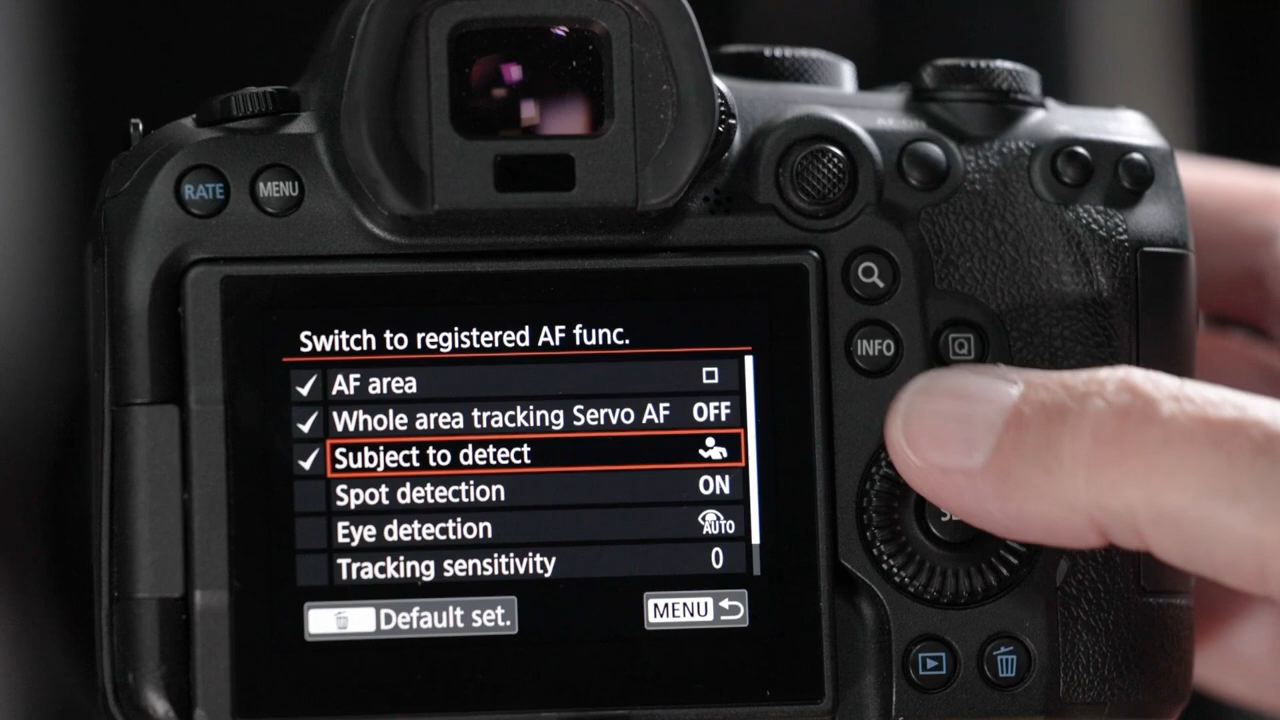 RATE
MENU
INFO
Q
Switch to registered AF func.
AF area
Whole area tracking Servo AF OFF
Subject to detect
Spot detection ON
Eye detection AUTO
Tracking sensitivity 0
Default set.
MENU